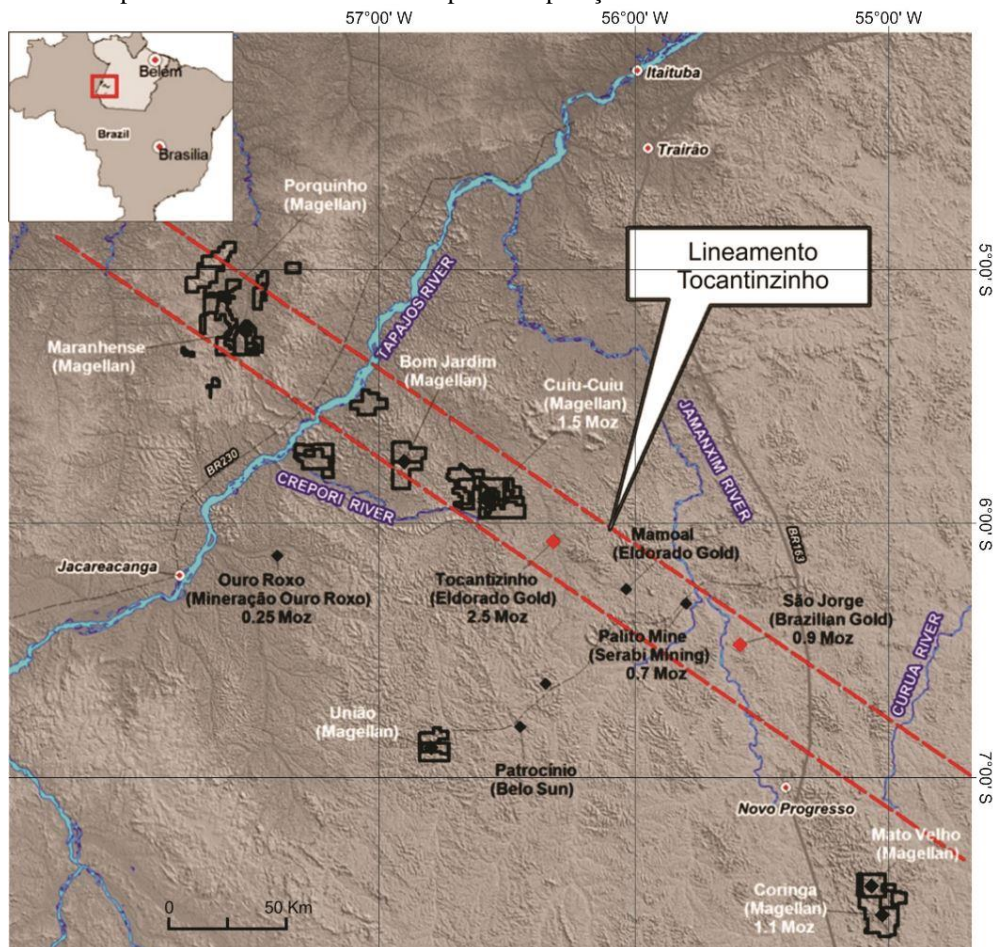 57°00' W
56°00' W
55°00' W
Belém
Brazil
Brasilia
Itaituba
Trairão
Porquinho
(Magellan)
5°00' S
Lineamento
Tocantinzinho
TAPAJOS RIVER
Maranhense
(Magellan)
Bom Jardim
(Magellan)
Cuiu-Cuiu
(Magellan)
1.5 Moz
JAMANXIM RIVER
BR230
CREPORI RIVER
6°00' S
BR163
Mamoal
(Eldorado Gold)
Jacareacanga
Ouro Roxo
(Mineração Ouro Roxo)
0.25 Moz
Tocantizinho
(Eldorado Gold)
2.5 Moz
São Jorge
(Brazilian Gold)
0.9 Moz
Palito Mine
(Serabi Mining)
0.7 Moz
CURUA RIVER
União
(Magellan)
Patrocínio
(Belo Sun)
7°00' S
Novo Progresso
Mato Velho
(Magellan)
Coringa
(Magellan)
1.1 Moz
0 50 Km